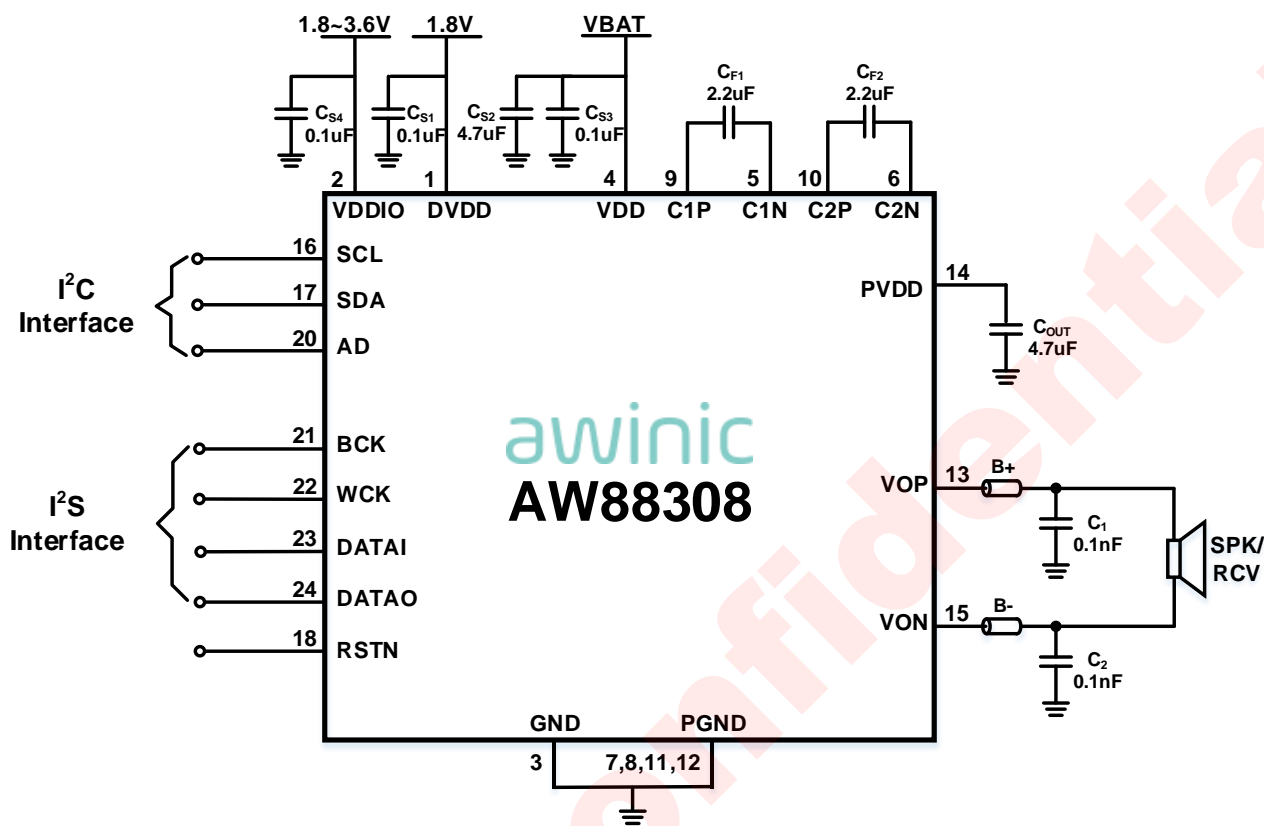 1.8~3.6V 1.8V VBAT
CF1
2.2uF
CF2
2.2uF
CS4
0.1uF
CS1
0.1uF
CS2
4.7uF
CS3
0.1uF
2 1 4 9 5 10 6
VDDIO DVDD VDD C1P C1N C2P C2N
I²C
Interface
16 SCL
17 SDA
20 AD
I²S
Interface
21 BCK
22 WCK
23 DATAI
24 DATAO
18 RSTN
awinic
AW88308
PVDD 14
COUT
4.7uF
VOP 13 B+
C1
0.1nF
SPK/
RCV
VON 15 B-
C2
0.1nF
GND PGND
3 7,8,11,12
onfidentia